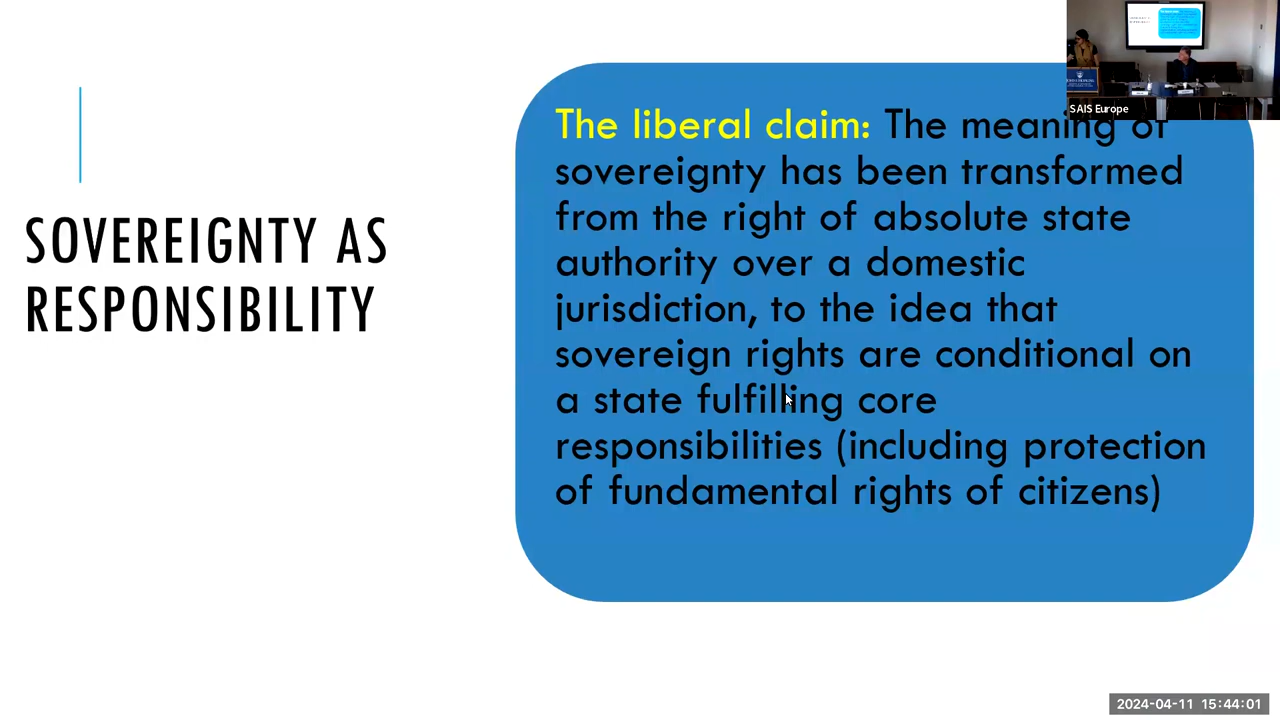 SOVEREIGNTY AS
RESPONSIBILITY
The liberal claim: The meaning of
sovereignty has been transformed
from the right of absolute state
authority over a domestic
jurisdiction, to the idea that
sovereign rights are conditional on
a state fulfilling core
responsibilities (including protection
of fundamental rights of citizens)
SAIS Europe
2024-04-11 15:44:01